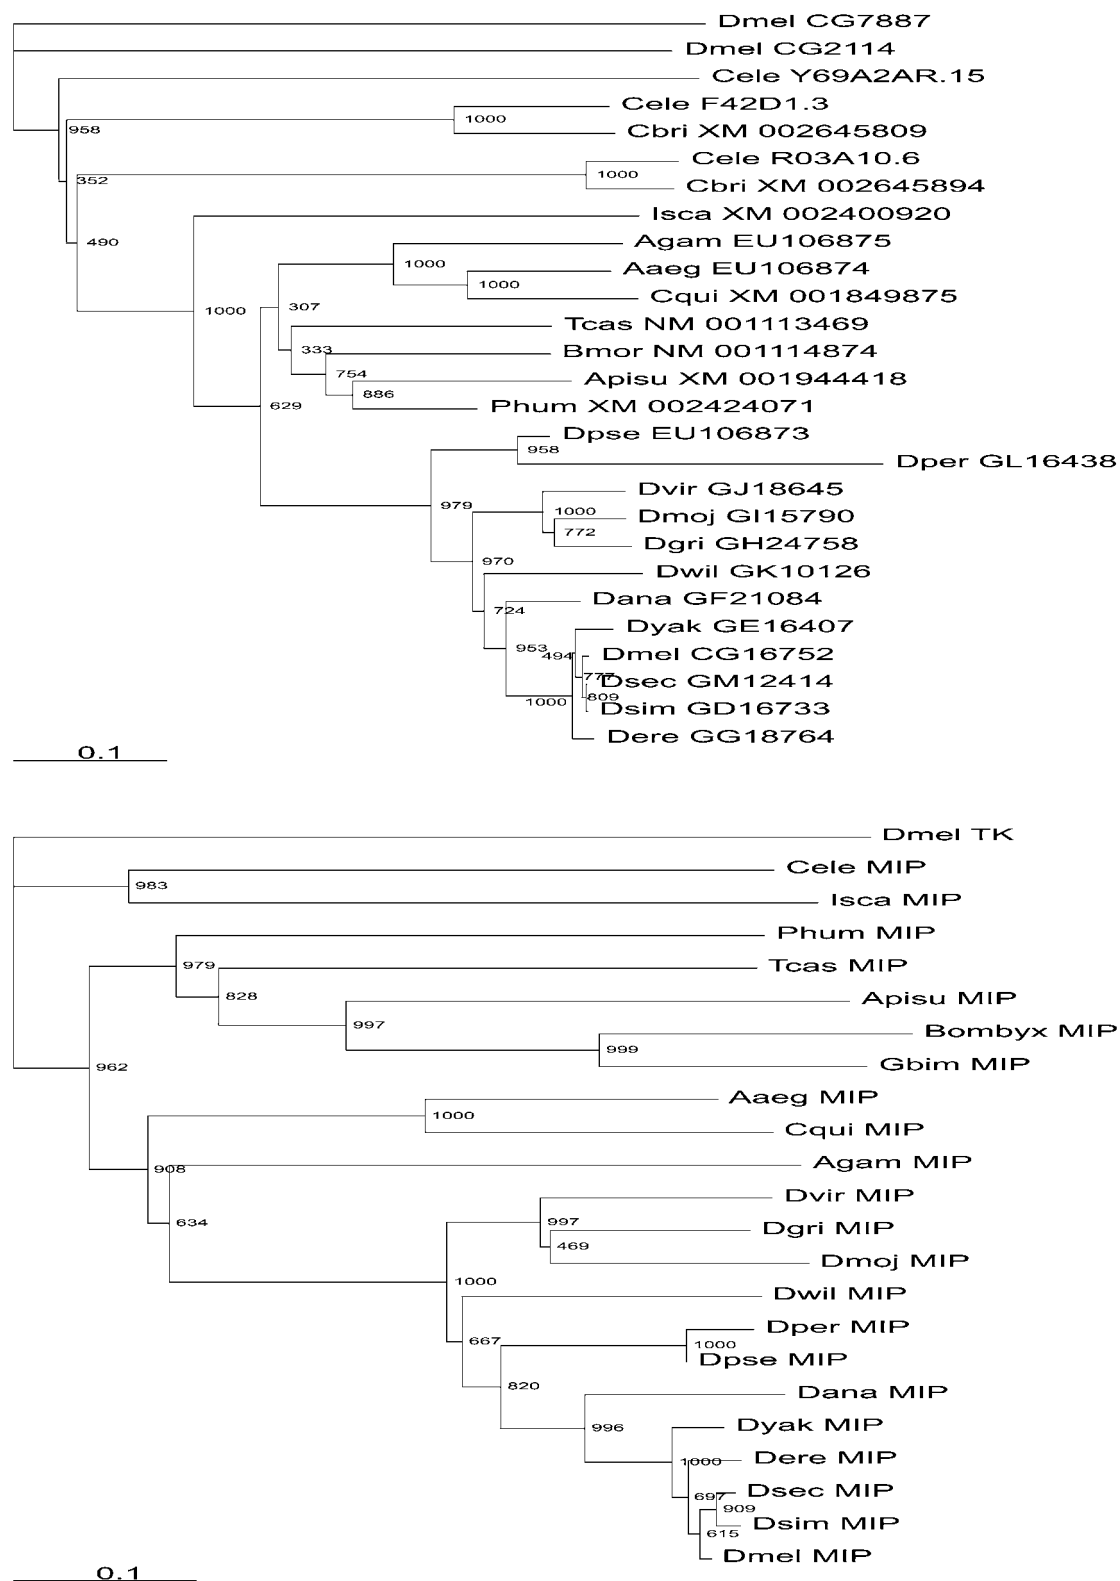 Dmel CG7887
Dmel CG2114
Cele Y69A2AR.15
Cele F42D1.3
958
1000
Cbri XM 002645809
Cele R03A10.6
352
1000
Cbri XM 002645894
Isca XM 002400920
490
Agam EU106875
1000
Aaeg EU106874
1000
Cqui XM 001849875
307
1000
Tcas NM 001113469
333
Bmor NM 001114874
754
Apisu XM 001944418
886
629
Phum XM 002424071
Dpse EU106873
958
Dper GL16438
Dvir GJ18645
979
1000
Dmoj GI15790
772
Dgri GH24758
970
Dwil GK10126
Dana GF21084
724
Dyak GE16407
953
494
Dmel CG16752
777
Dsec GM12414
809
1000
Dsim GD16733
Dere GG18764
0.1
Dmel TK
Cele MIP
983
Isca MIP
Phum MIP
979
Tcas MIP
828
Apisu MIP
997
Bombyx MIP
999
Gbim MIP
962
Aaeg MIP
1000
Cqui MIP
Agam MIP
908
Dvir MIP
634
997
Dgri MIP
469
Dmoj MIP
1000
Dwil MIP
Dper MIP
667
1000
Dpse MIP
820
Dana MIP
996
Dyak MIP
Dere MIP
1000
Dsec MIP
697
909
Dsim MIP
615
Dmel MIP
0.1